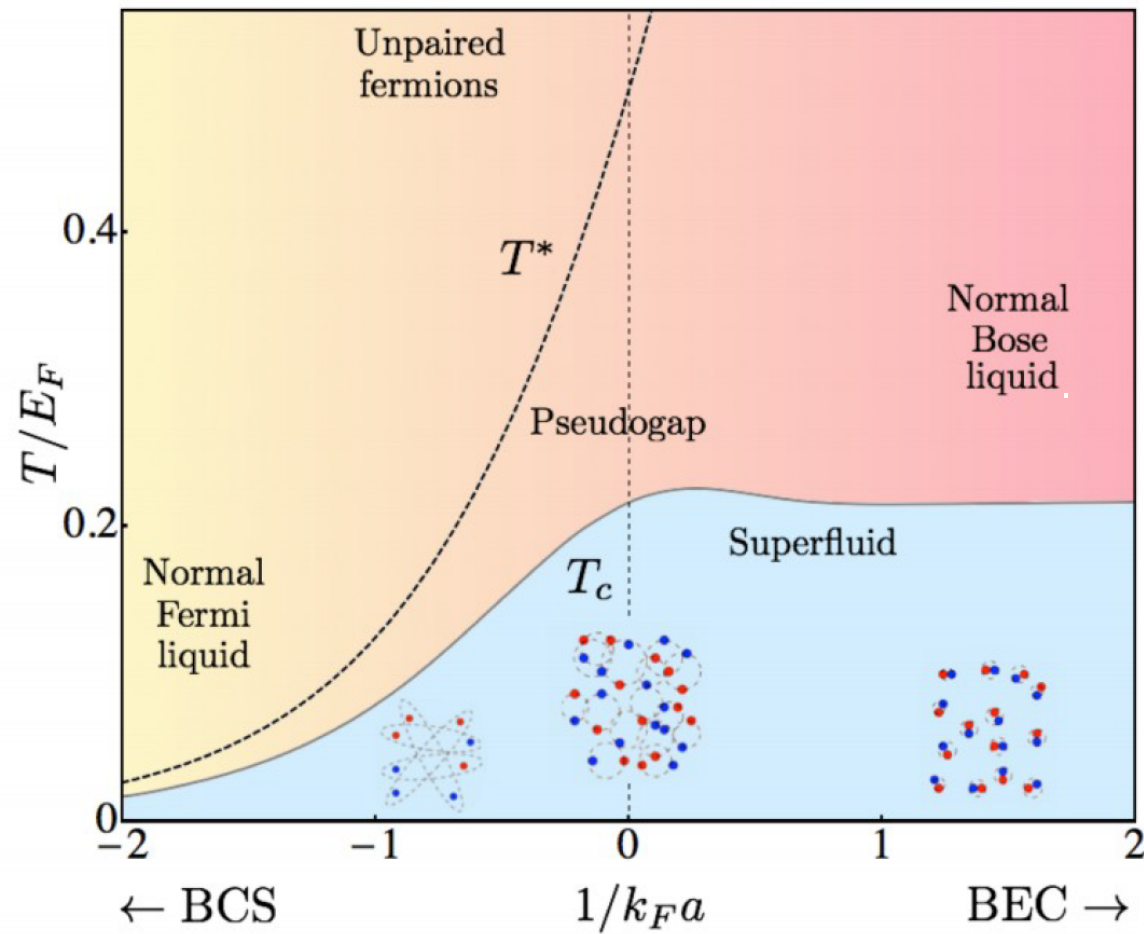 Unpaired
fermions
0.4
T*
Normal
Bose
liquid
T/E_F
Pseudogap
0.2
Superfluid
Normal
Fermi
liquid
T_c
0
−2
−1
0
1
2
← BCS
1/k_F a
BEC →